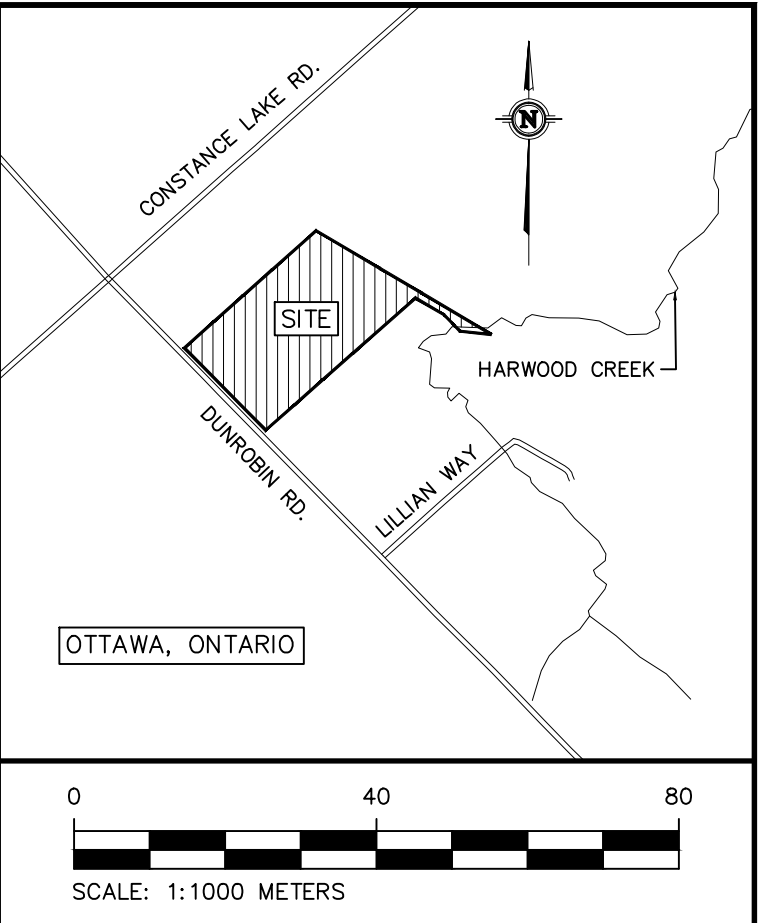 CONSTANCE LAKE RD.
N
SITE
HARWOOD CREEK
DUNROBIN RD.
LILLIAN WAY
OTTAWA, ONTARIO
0 40 80
SCALE: 1:1000 METERS